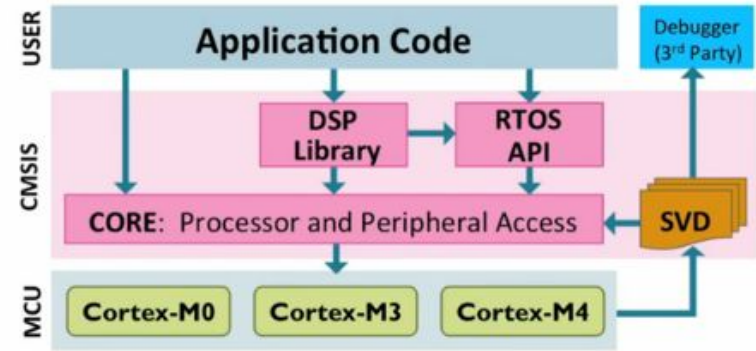 USER
Application Code
Debugger
(3rd Party)
CMSIS
DSP
Library
RTOS
API
CORE: Processor and Peripheral Access
SVD
MCU
Cortex-M0
Cortex-M3
Cortex-M4